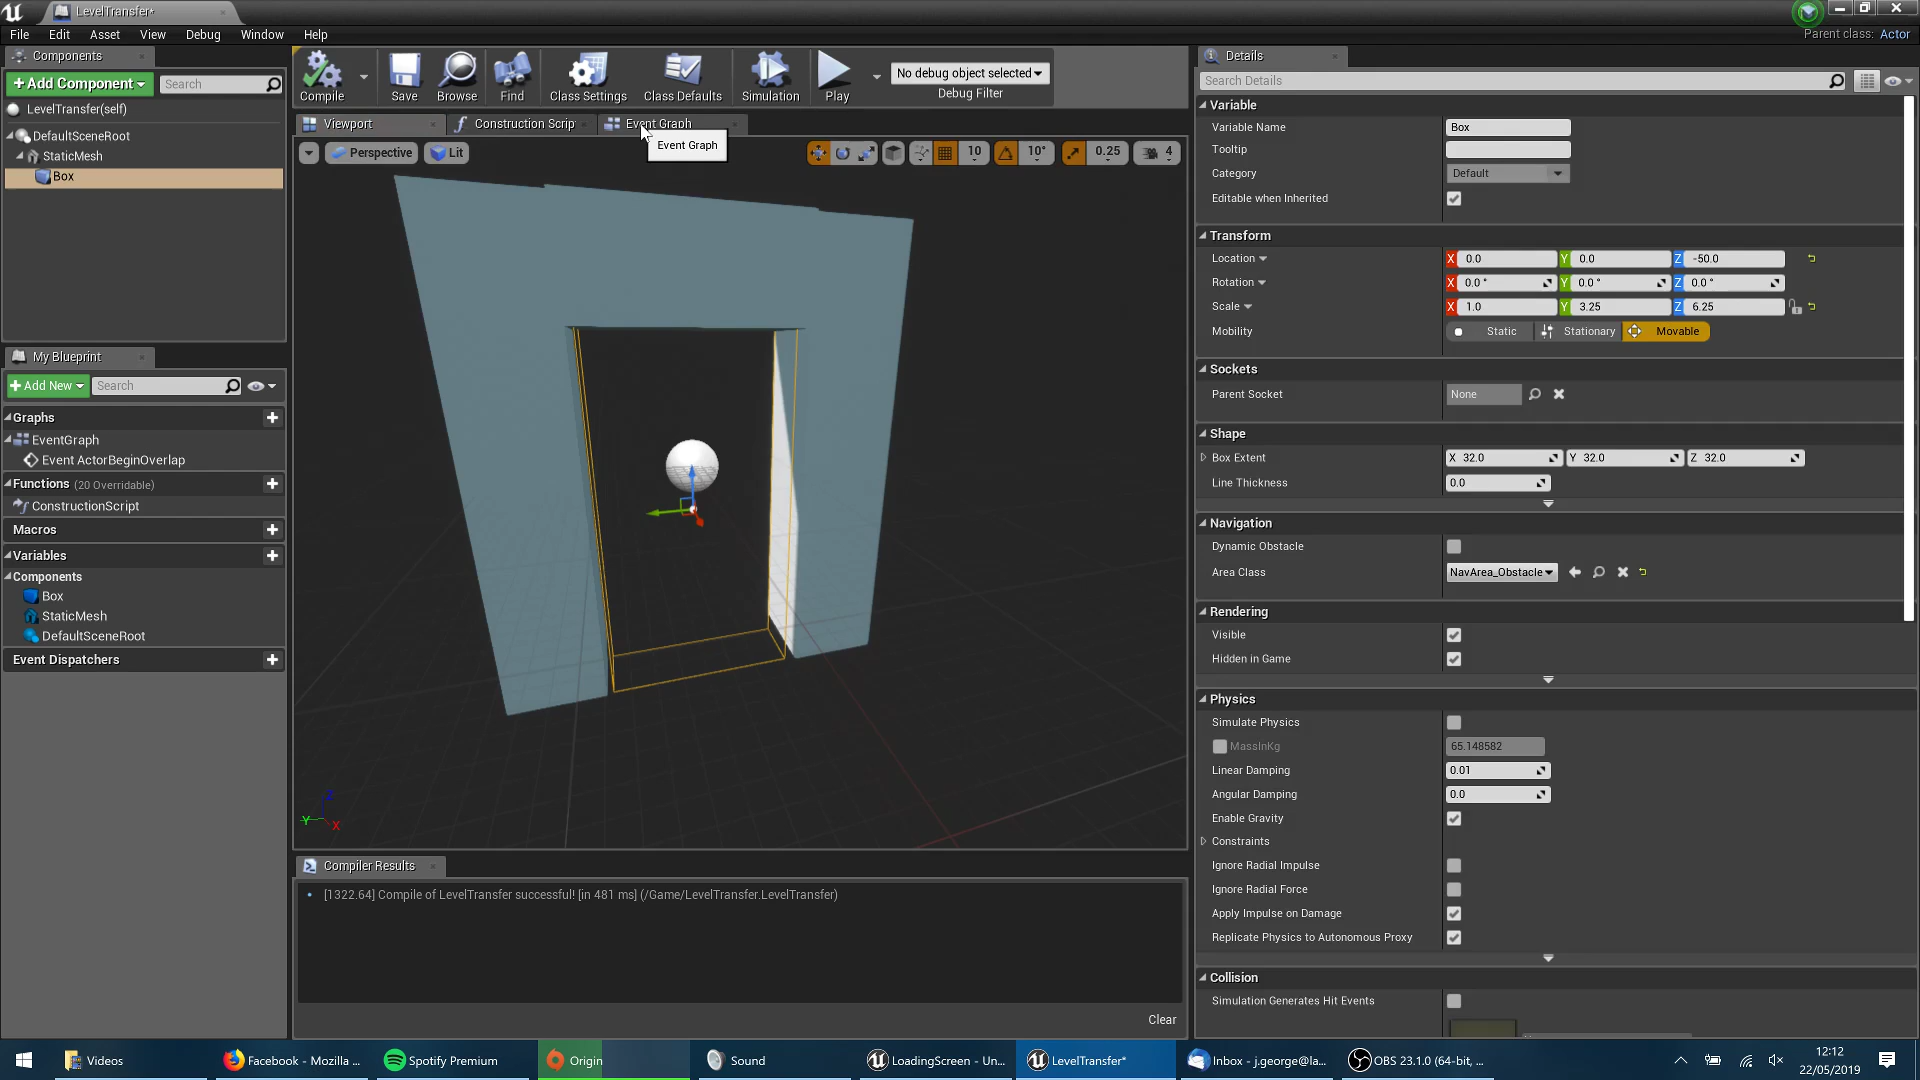 LevelTransfer*
File Edit Asset View Debug Window Help
Parent class: Actor
Components
+Add Component Search
LevelTransfer(self)
DefaultSceneRoot
StaticMesh
Box
My Blueprint
+Add New Search
Graphs
EventGraph
Event ActorBeginOverlap
Functions (20 Overridable)
ConstructionScript
Macros
Variables
Components
Box
StaticMesh
DefaultSceneRoot
Event Dispatchers
Compile Save Browse Find Class Settings Class Defaults Simulation Play
No debug object selected
Debug Filter
Viewport Construction Scrip Event Graph
Event Graph
Perspective Lit 10 10° 0.25 4
Z
Y X
Compiler Results
[1322.64] Compile of LevelTransfer successful! [in 481 ms] (/Game/LevelTransfer.LevelTransfer)
Clear
Details
Search Details
Variable
Variable Name Box
Tooltip
Category Default
Editable when Inherited
Transform
Location X 0.0 Y 0.0 Z -50.0
Rotation X 0.0 ° Y 0.0 ° Z 0.0 °
Scale X 1.0 Y 3.25 Z 6.25
Mobility Static Stationary Movable
Sockets
Parent Socket None
Shape
Box Extent X 32.0 Y 32.0 Z 32.0
Line Thickness 0.0
Navigation
Dynamic Obstacle
Area Class NavArea_Obstacle
Rendering
Visible
Hidden in Game
Physics
Simulate Physics
MassInKg 65.148582
Linear Damping 0.01
Angular Damping 0.0
Enable Gravity
Constraints
Ignore Radial Impulse
Ignore Radial Force
Apply Impulse on Damage
Replicate Physics to Autonomous Proxy
Collision
Simulation Generates Hit Events
Videos Facebook - Mozilla ... Spotify Premium Origin Sound LoadingScreen - Un... LevelTransfer* Inbox - j.george@la... OBS 23.1.0 (64-bit, ...
12:12
22/05/2019